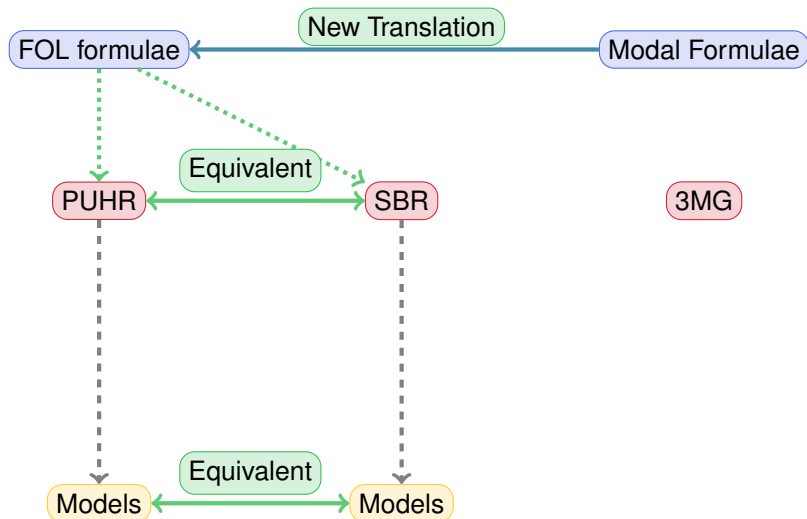 New Translation
FOL formulae
Modal Formulae
Equivalent
PUHR
SBR
3MG
Equivalent
Models
Models